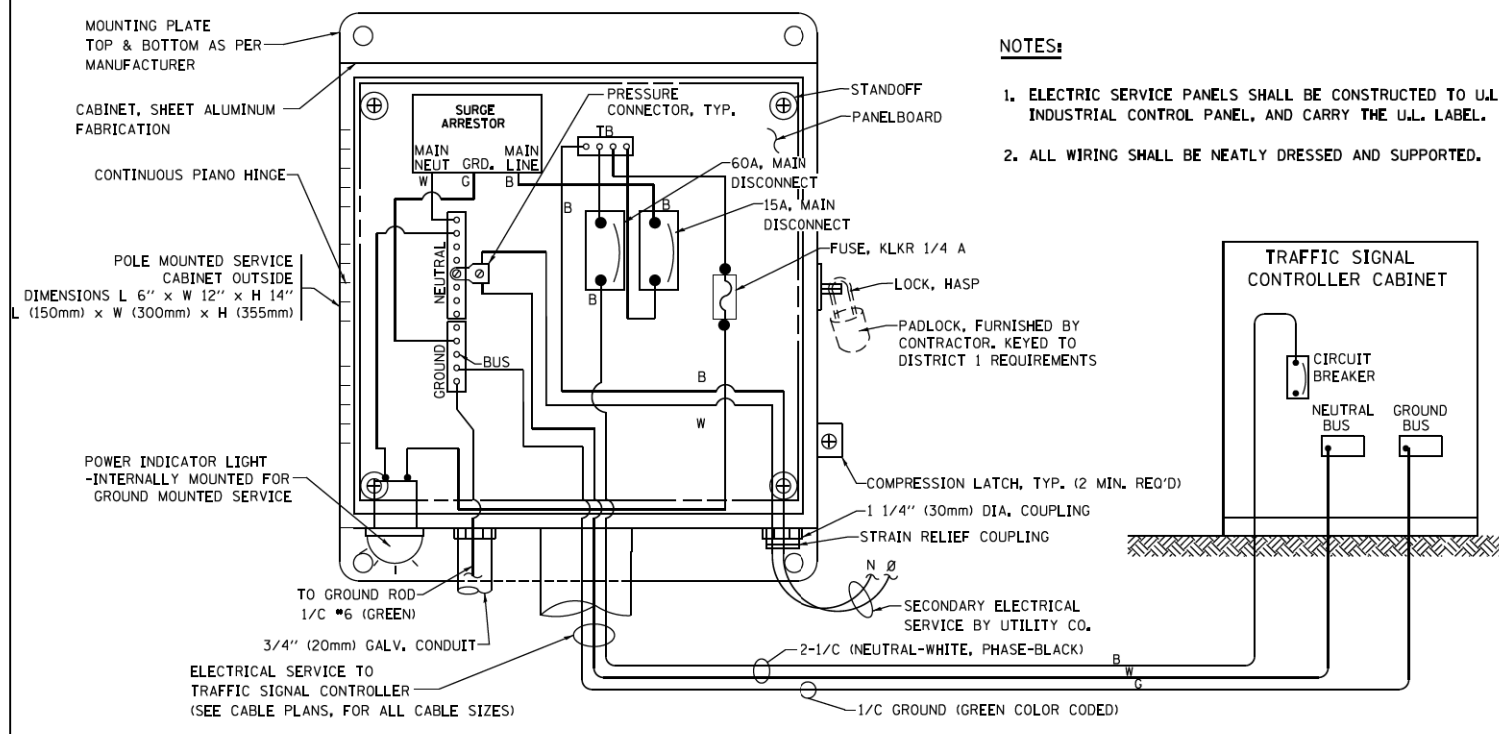 MOUNTING PLATE
TOP & BOTTOM AS PER
MANUFACTURER
CABINET, SHEET ALUMINUM
FABRICATION
CONTINUOUS PIANO HINGE
POLE MOUNTED SERVICE
CABINET OUTSIDE
DIMENSIONS L 6'' x W 12'' x H 14''
L (150mm) x W (300mm) x H (355mm)
POWER INDICATOR LIGHT
-INTERNALLY MOUNTED FOR
GROUND MOUNTED SERVICE
SURGE
ARRESTOR
MAIN
NEUT
GRD.
MAIN
LINE
W
G
B
PRESSURE
CONNECTOR, TYP.
TB
60A, MAIN
DISCONNECT
B
B
15A, MAIN
DISCONNECT
B
NEUTRAL
GROUND
BUS
B
W
STANDOFF
PANELBOARD
FUSE, KLKR 1/4 A
LOCK, HASP
PADLOCK, FURNISHED BY
CONTRACTOR. KEYED TO
DISTRICT 1 REQUIREMENTS
COMPRESSION LATCH, TYP. (2 MIN. REQ'D)
1 1/4'' (30mm) DIA. COUPLING
STRAIN RELIEF COUPLING
N Ø
SECONDARY ELECTRICAL
SERVICE BY UTILITY CO.
TO GROUND ROD
1/C #6 (GREEN)
3/4'' (20mm) GALV. CONDUIT
ELECTRICAL SERVICE TO
TRAFFIC SIGNAL CONTROLLER
(SEE CABLE PLANS, FOR ALL CABLE SIZES)
2-1/C (NEUTRAL-WHITE, PHASE-BLACK)
B
W
G
1/C GROUND (GREEN COLOR CODED)
NOTES:
1. ELECTRIC SERVICE PANELS SHALL BE CONSTRUCTED TO U.L
INDUSTRIAL CONTROL PANEL, AND CARRY THE U.L. LABEL.
2. ALL WIRING SHALL BE NEATLY DRESSED AND SUPPORTED.
TRAFFIC SIGNAL
CONTROLLER CABINET
CIRCUIT
BREAKER
NEUTRAL
BUS
GROUND
BUS